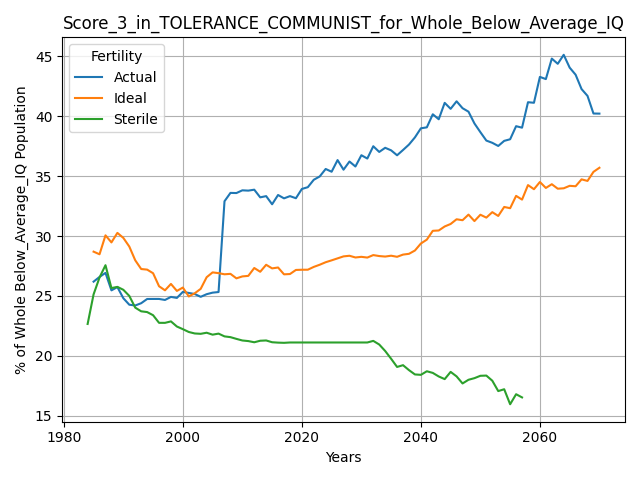 Score_3_in_TOLERANCE_COMMUNIST_for_Whole_Below_Average_IQ
Fertility
Actual
Ideal
Sterile
% of Whole Below_Average_IQ Population
45
40
35
30
25
20
15
1980
2000
2020
2040
2060
Years